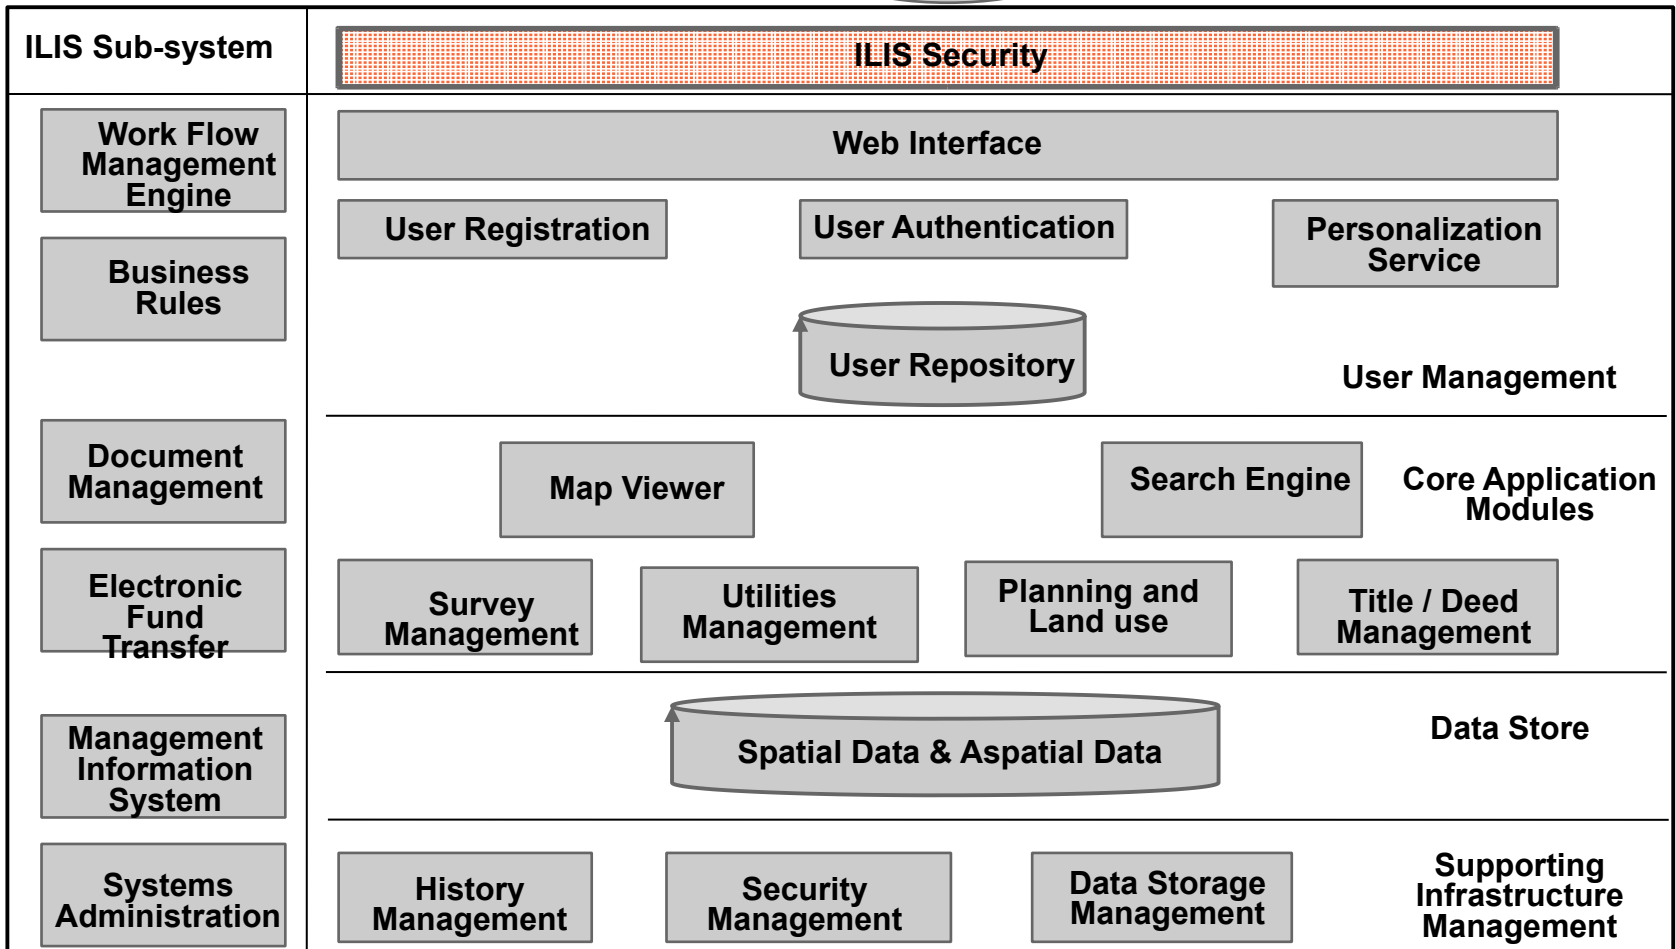 ILIS Sub-system
ILIS Security
Work Flow
Management
Engine
Web Interface
User Registration
User Authentication
Personalization
Service
Business
Rules
User Repository
User Management
Document
Management
Map Viewer
Search Engine
Core Application
Modules
Electronic
Fund
Transfer
Survey
Management
Utilities
Management
Planning and
Land use
Title / Deed
Management
Management
Information
System
Spatial Data & Aspatial Data
Data Store
Systems
Administration
History
Management
Security
Management
Data Storage
Management
Supporting
Infrastructure
Management